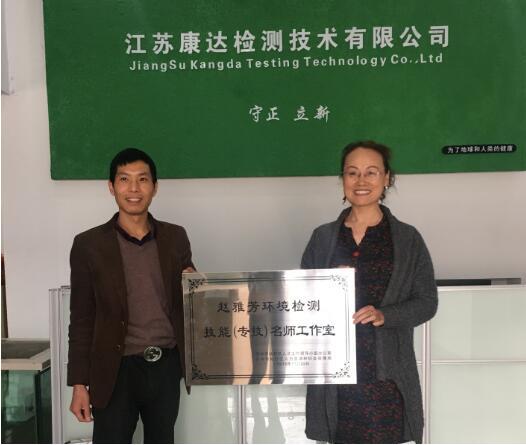 江苏康达检测技术有限公司
JiangSu Kangda Testing Technology Co.,Ltd
守正 立新
为了地球和人类的健康
赵雅芳环境检测
技能(专技)名师工作室